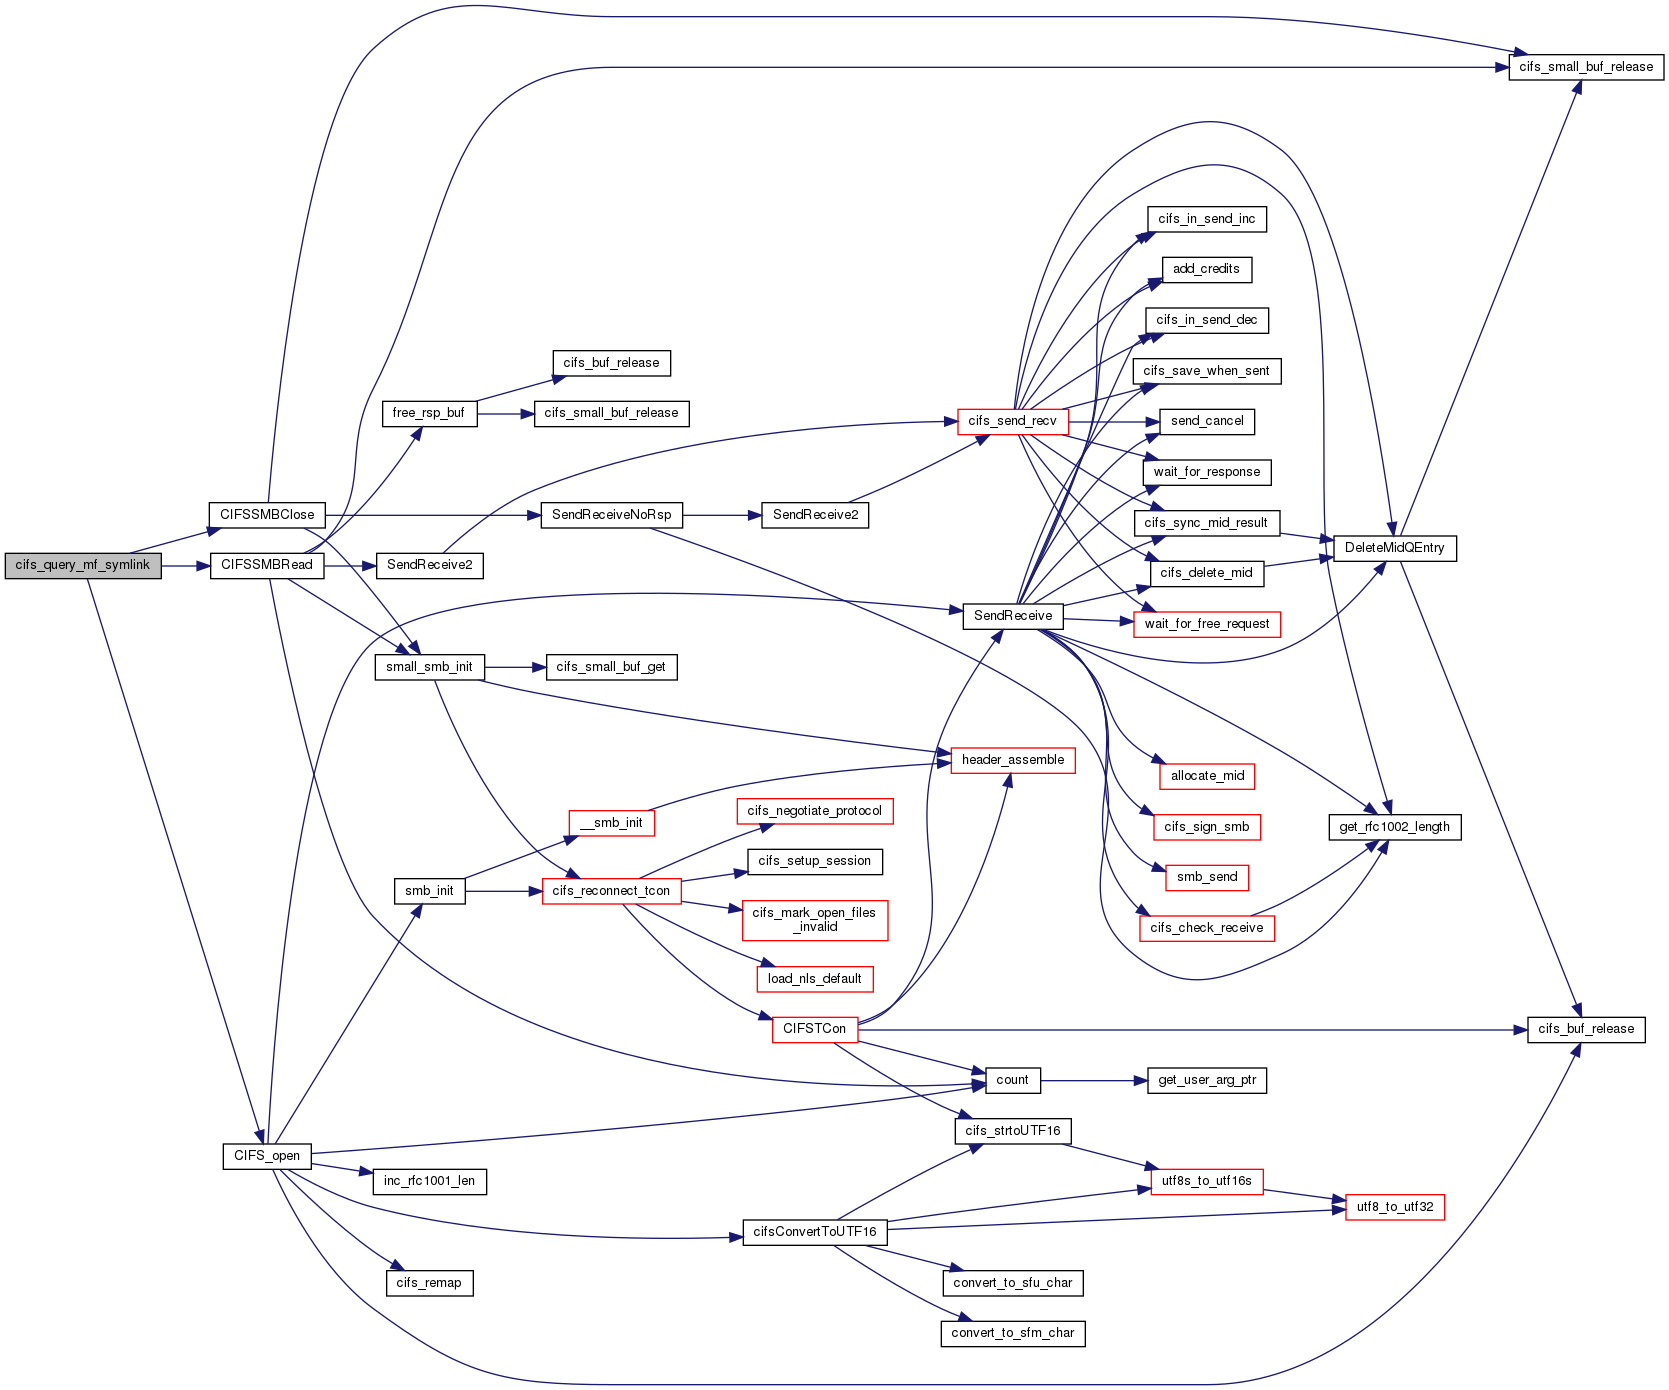 cifs_small_buf_release
cifs_in_send_inc
add_credits
cifs_in_send_dec
cifs_buf_release
cifs_save_when_sent
free_rsp_buf
cifs_small_buf_release
cifs_send_recv
send_cancel
wait_for_response
CIFSSMBClose
SendReceiveNoRsp
SendReceive2
cifs_sync_mid_result
DeleteMidQEntry
cifs_query_mf_symlink
CIFSSMBRead
SendReceive2
cifs_delete_mid
SendReceive
wait_for_free_request
small_smb_init
cifs_small_buf_get
header_assemble
allocate_mid
cifs_negotiate_protocol
__smb_init
cifs_sign_smb
get_rfc1002_length
cifs_setup_session
smb_send
smb_init
cifs_reconnect_tcon
cifs_mark_open_files
_invalid
cifs_check_receive
load_nls_default
CIFSTCon
cifs_buf_release
count
get_user_arg_ptr
cifs_strtoUTF16
CIFS_open
inc_rfc1001_len
utf8s_to_utf16s
utf8_to_utf32
cifsConvertToUTF16
cifs_remap
convert_to_sfu_char
convert_to_sfm_char